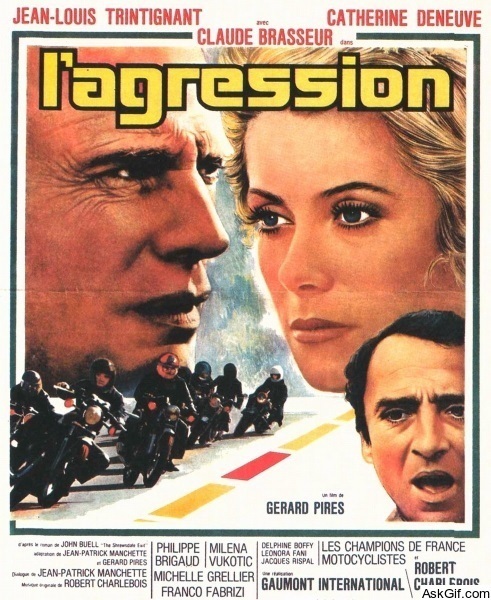 JEAN-LOUIS TRINTIGNANT avec CATHERINE DENEUVE
CLAUDE BRASSEUR dans
l'agression
un film de
GERARD PIRES
d'après le roman de JOHN BUELL "The Shrewsdale Exit"
adaptation de JEAN-PATRICK MANCHETTE
et GERARD PIRES
Dialogue de JEAN-PATRICK MANCHETTE
Musique originale de ROBERT CHARLEBOIS
PHILIPPE BRIGAUD
MILENA VUKOTIC
MICHELLE GRELLIER
FRANCO FABRIZI
DELPHINE BOFFY
LEONORA FANI
JACQUES RISPAL
LES CHAMPIONS DE FRANCE
MOTOCYCLISTES
et
ROBERT
CHARLEBOIS
Une réalisation
GAUMONT INTERNATIONAL
AskGif.com